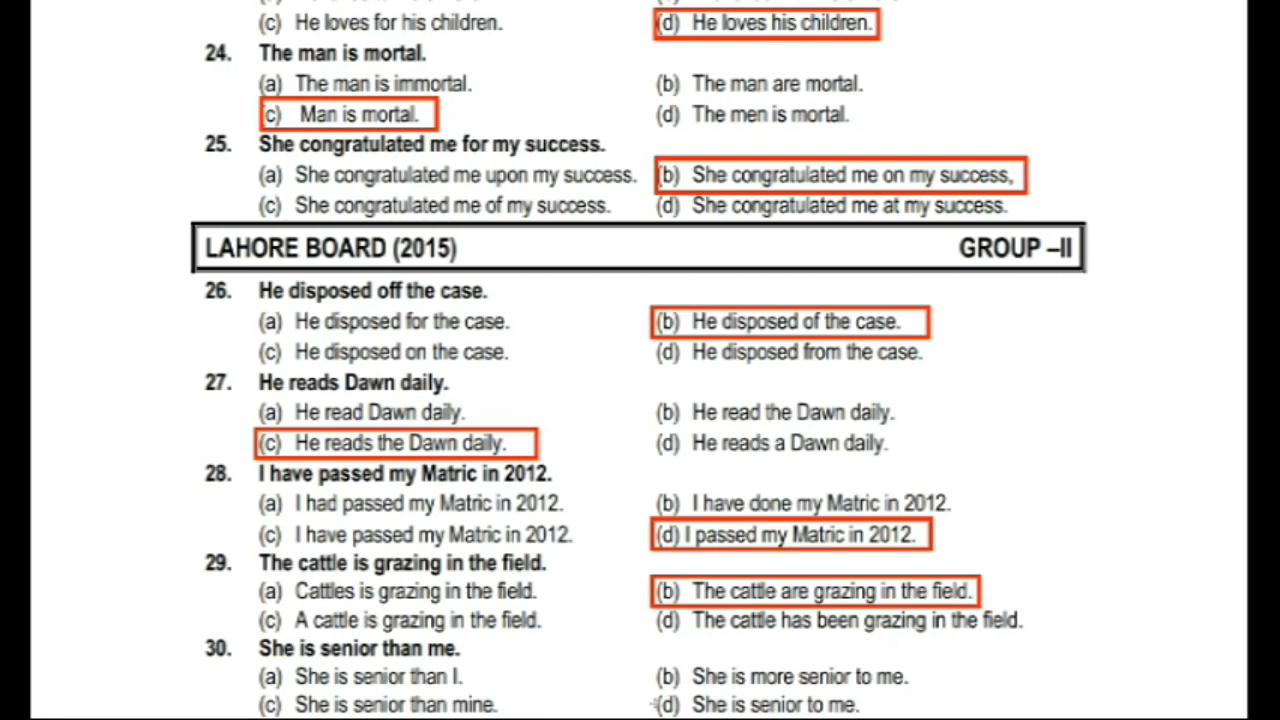 (c) He loves for his children. (d) He loves his children.
24. The man is mortal.
(a) The man is immortal. (b) The man are mortal.
(c) Man is mortal. (d) The men is mortal.
25. She congratulated me for my success.
(a) She congratulated me upon my success. (b) She congratulated me on my success,
(c) She congratulated me of my success. (d) She congratulated me at my success.
LAHORE BOARD (2015) GROUP –II
26. He disposed off the case.
(a) He disposed for the case. (b) He disposed of the case.
(c) He disposed on the case. (d) He disposed from the case.
27. He reads Dawn daily.
(a) He read Dawn daily. (b) He read the Dawn daily.
(c) He reads the Dawn daily. (d) He reads a Dawn daily.
28. I have passed my Matric in 2012.
(a) I had passed my Matric in 2012. (b) I have done my Matric in 2012.
(c) I have passed my Matric in 2012. (d) I passed my Matric in 2012.
29. The cattle is grazing in the field.
(a) Cattles is grazing in the field. (b) The cattle are grazing in the field.
(c) A cattle is grazing in the field. (d) The cattle has been grazing in the field.
30. She is senior than me.
(a) She is senior than I. (b) She is more senior to me.
(c) She is senior than mine. (d) She is senior to me.